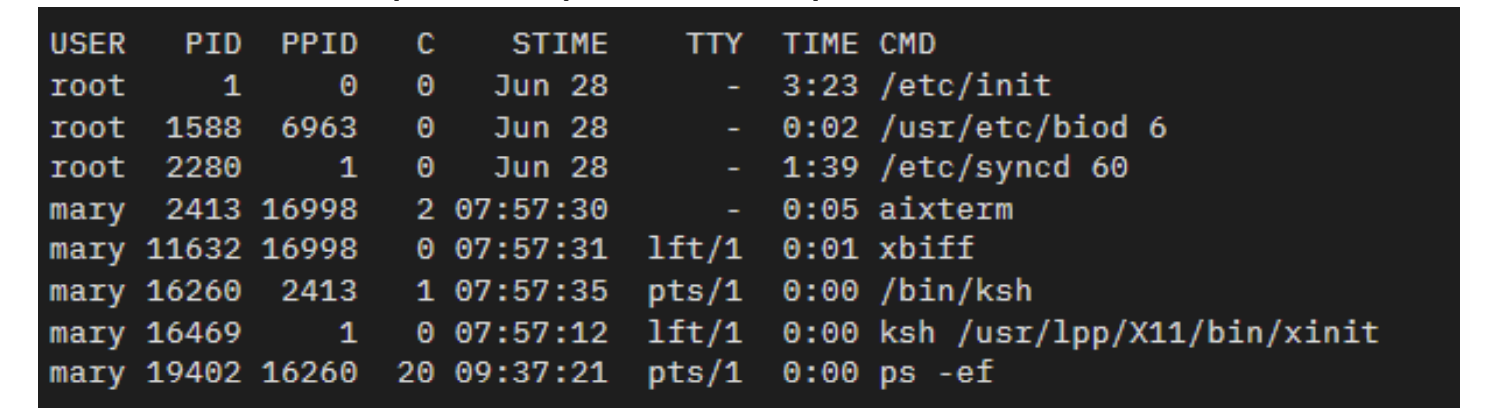 USER PID PPID C STIME TTY TIME CMD
root 1 0 0 Jun 28 - 3:23 /etc/init
root 1588 6963 0 Jun 28 - 0:02 /usr/etc/biod 6
root 2280 1 0 Jun 28 - 1:39 /etc/syncd 60
mary 2413 16998 2 07:57:30 - 0:05 aixterm
mary 11632 16998 0 07:57:31 lft/1 0:01 xbiff
mary 16260 2413 1 07:57:35 pts/1 0:00 /bin/ksh
mary 16469 1 0 07:57:12 lft/1 0:00 ksh /usr/lpp/X11/bin/xinit
mary 19402 16260 20 09:37:21 pts/1 0:00 ps -ef